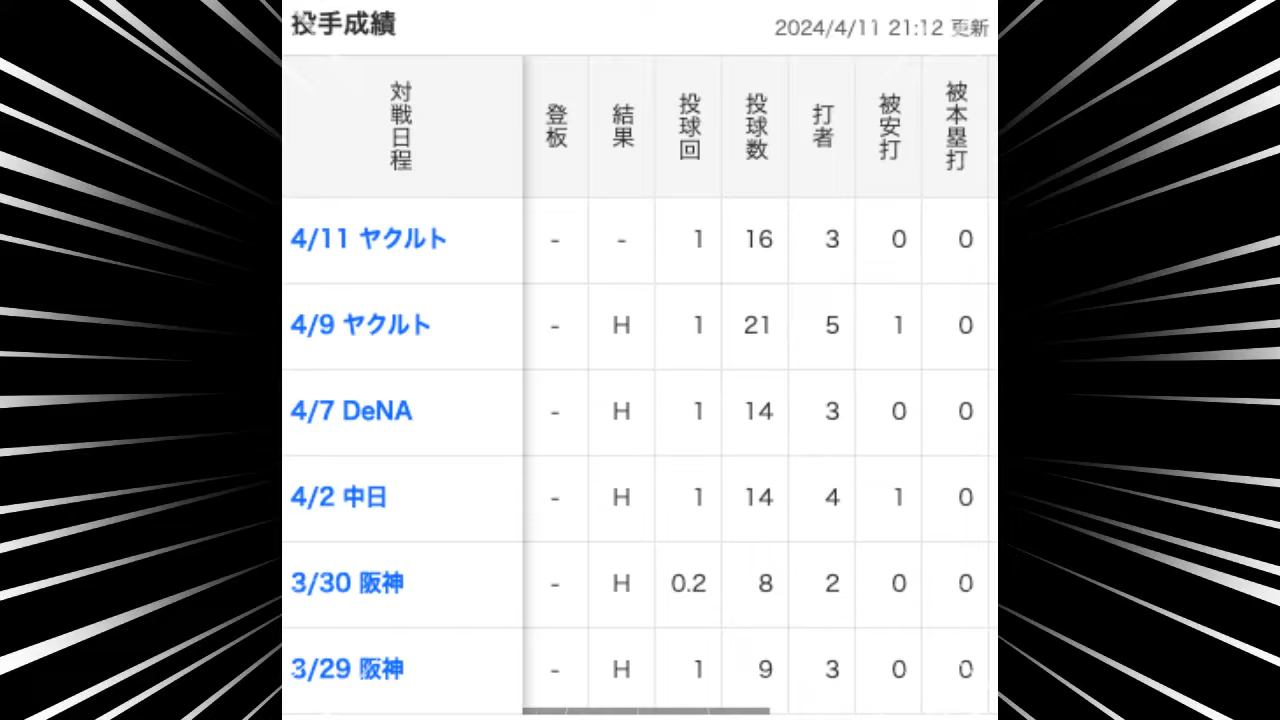 投手成績 2024/4/11 21:12 更新
対戦日程 登板 結果 投球回 投球数 打者 被安打 被本塁打
4/11 ヤクルト - - 1 16 3 0 0
4/9 ヤクルト - H 1 21 5 1 0
4/7 DeNA - H 1 14 3 0 0
4/2 中日 - H 1 14 4 1 0
3/30 阪神 - H 0.2 8 2 0 0
3/29 阪神 - H 1 9 3 0 0